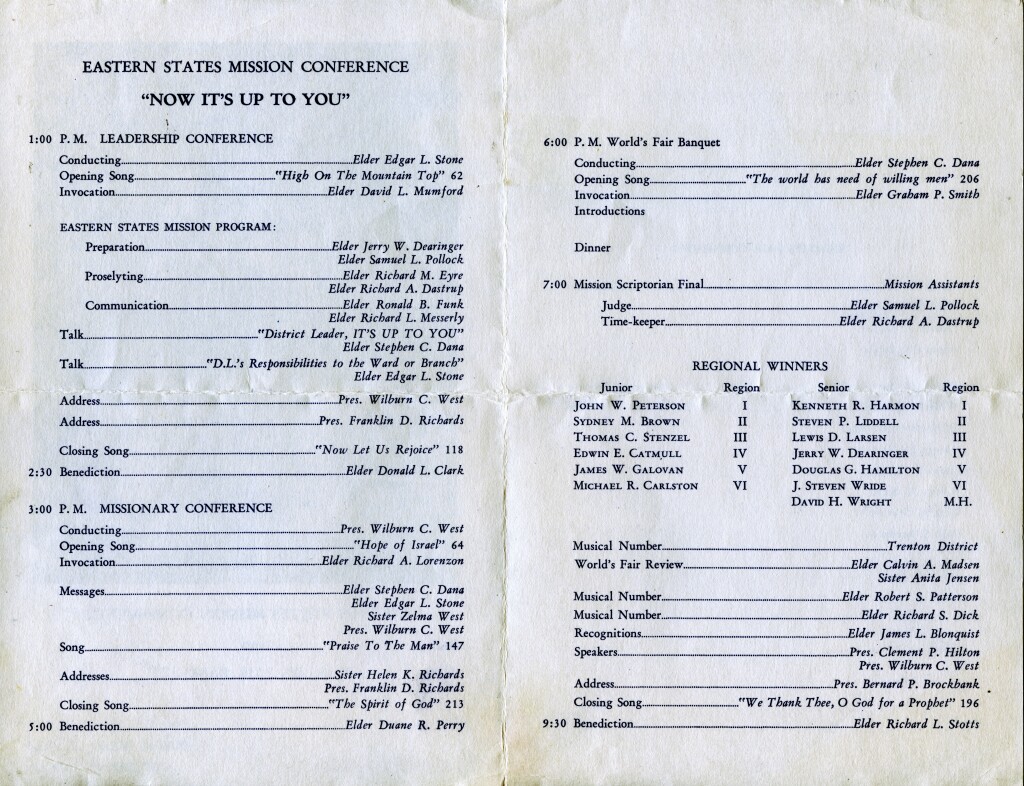 EASTERN STATES MISSION CONFERENCE
"NOW IT'S UP TO YOU"
1:00 P. M. LEADERSHIP CONFERENCE
Conducting Elder Edgar L. Stone
Opening Song "High On The Mountain Top" 62
Invocation Elder David L. Mumford
EASTERN STATES MISSION PROGRAM:
Preparation Elder Jerry W. Dearinger
Elder Samuel L. Pollock
Proselyting Elder Richard M. Eyre
Elder Richard A. Dastrup
Communication Elder Ronald B. Funk
Elder Richard L. Messerly
Talk "District Leader, IT'S UP TO YOU"
Elder Stephen C. Dana
Talk "D.L.'s Responsibilities to the Ward or Branch"
Elder Edgar L. Stone
Address Pres. Wilburn C. West
Address Pres. Franklin D. Richards
Closing Song "Now Let Us Rejoice" 118
2:30 Benediction Elder Donald L. Clark
3:00 P. M. MISSIONARY CONFERENCE
Conducting Pres. Wilburn C. West
Opening Song "Hope of Israel" 64
Invocation Elder Richard A. Lorenzon
Messages Elder Stephen C. Dana
Elder Edgar L. Stone
Sister Zelma West
Pres. Wilburn C. West
Song "Praise To The Man" 147
Addresses Sister Helen K. Richards
Pres. Franklin D. Richards
Closing Song "The Spirit of God" 213
5:00 Benediction Elder Duane R. Perry
6:00 P. M. World's Fair Banquet
Conducting Elder Stephen C. Dana
Opening Song "The world has need of willing men" 206
Invocation Elder Graham P. Smith
Introductions
Dinner
7:00 Mission Scriptorian Final Mission Assistants
Judge Elder Samuel L. Pollock
Time-keeper Elder Richard A. Dastrup
REGIONAL WINNERS
Junior Region Senior Region
JOHN W. PETERSON I KENNETH R. HARMON I
SYDNEY M. BROWN II STEVEN P. LIDDELL II
THOMAS C. STENZEL III LEWIS D. LARSEN III
EDWIN E. CATMULL IV JERRY W. DEARINGER IV
JAMES W. GALOVAN V DOUGLAS G. HAMILTON V
MICHAEL R. CARLSTON VI J. STEVEN WRIDE VI
DAVID H. WRIGHT M.H.
Musical Number Trenton District
World's Fair Review Elder Calvin A. Madsen
Sister Anita Jensen
Musical Number Elder Robert S. Patterson
Musical Number Elder Richard S. Dick
Recognitions Elder James L. Blonquist
Speakers Pres. Clement P. Hilton
Pres. Wilburn C. West
Address Pres. Bernard P. Brockbank
Closing Song "We Thank Thee, O God for a Prophet" 196
9:30 Benediction Elder Richard L. Stotts